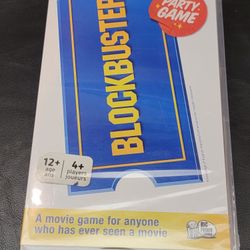 PARTY
GAME
BLOCKBUSTER
12+
age
ans
4+
players
joueurs
A movie game for anyone
who has ever seen a movie